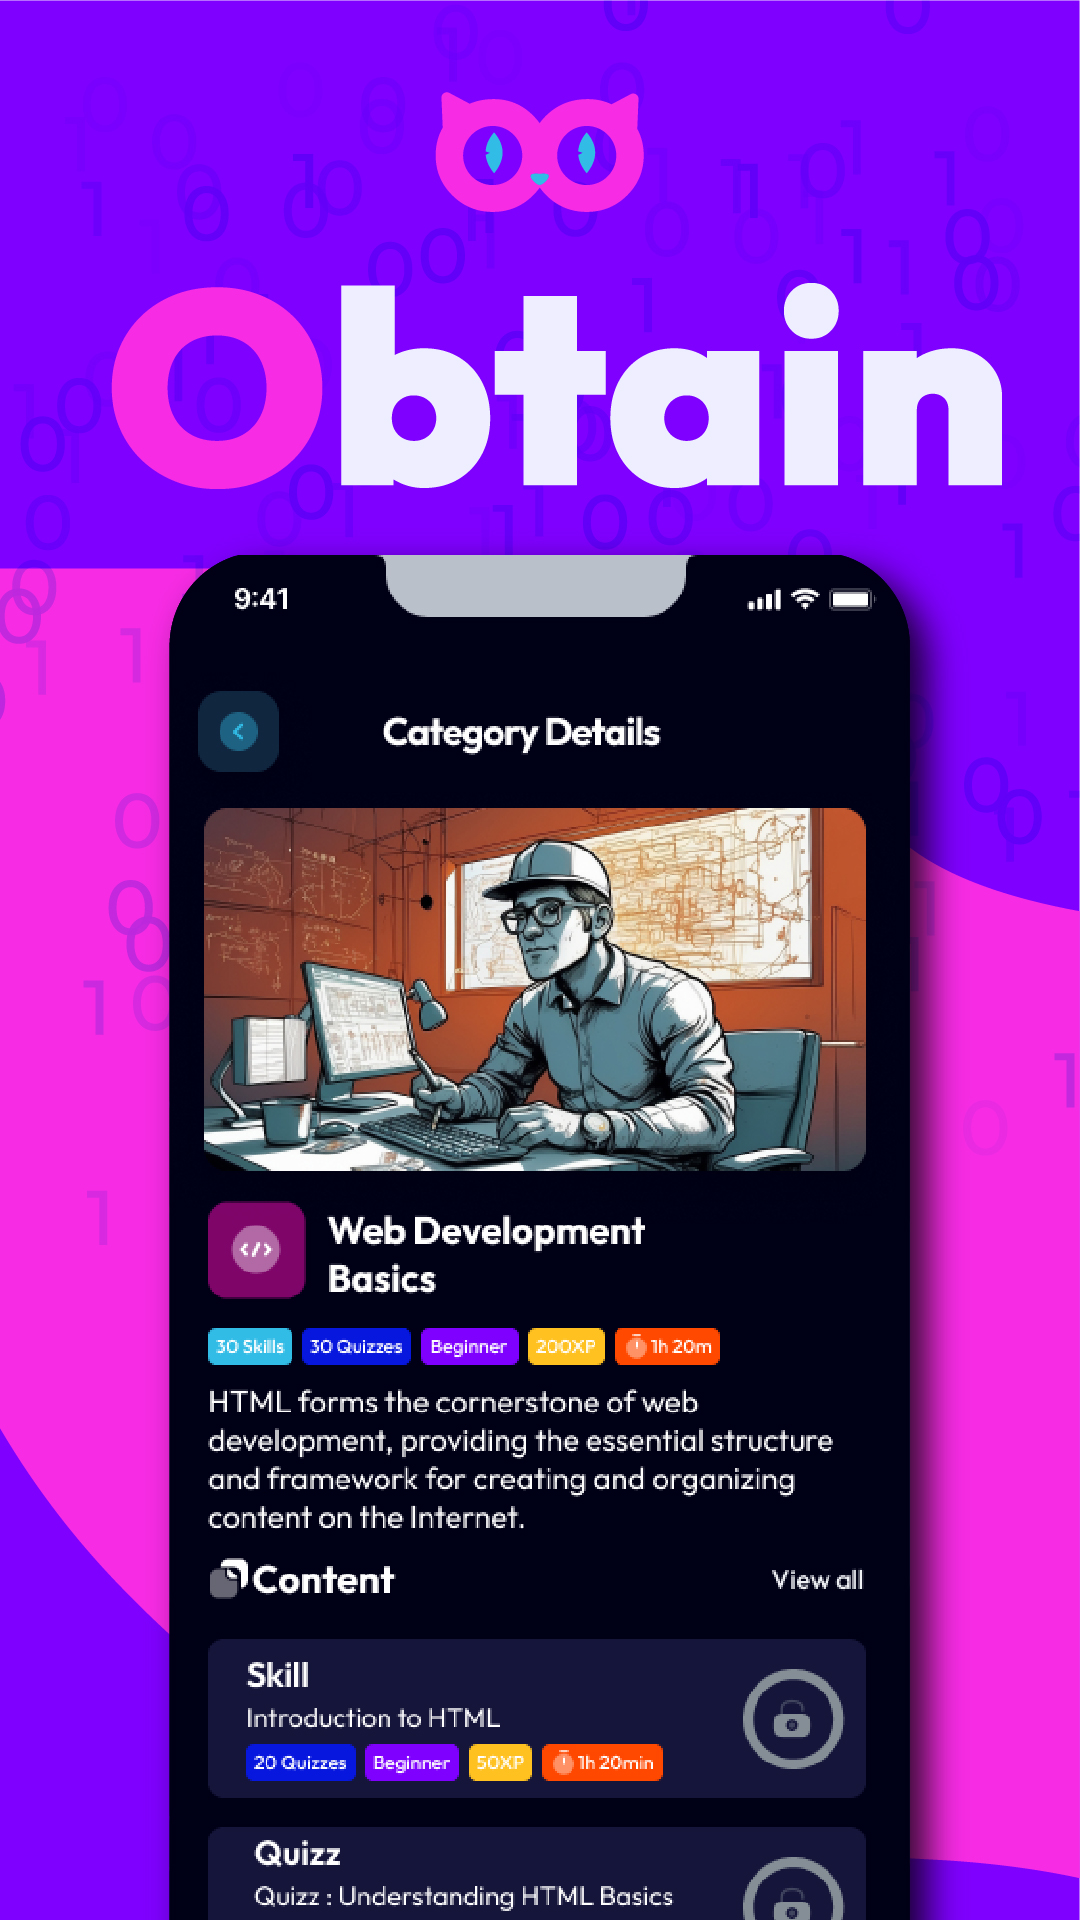 Obtain
9:41
Category Details
Web Development
Basics
30 Skills 30 Quizzes Beginner 200XP 1h 20m
HTML forms the cornerstone of web
development, providing the essential structure
and framework for creating and organizing
content on the Internet.
Content View all
Skill
Introduction to HTML
20 Quizzes Beginner 50XP 1h 20min
Quizz
Quizz : Understanding HTML Basics